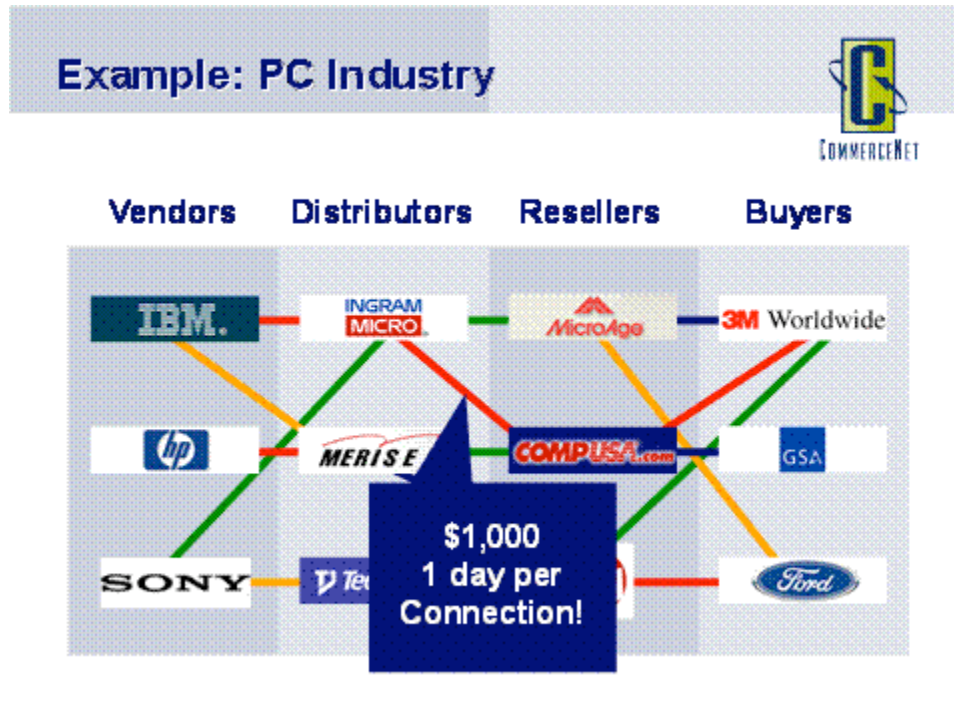 Example: PC Industry
C
COMMERCENET
Vendors Distributors Resellers Buyers
IBM.
INGRAM
MICRO
MicroAge
3M Worldwide
hp
MERISE
COMPUSA.com
GSA
SONY
Ford
$1,000
1 day per
Connection!